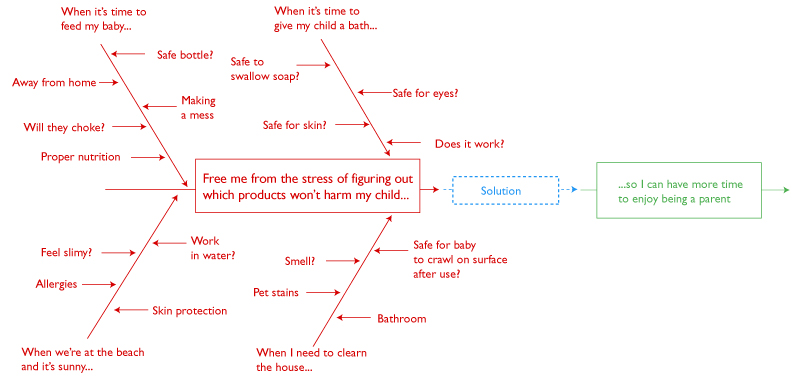 When it's time to
feed my baby...
Safe bottle?
Away from home
Making
a mess
Will they choke?
Proper nutrition
When it's time to
give my child a bath...
Safe to
swallow soap?
Safe for eyes?
Safe for skin?
Does it work?
Free me from the stress of figuring out
which products won't harm my child...
Solution
...so I can have more time
to enjoy being a parent
Feel slimy?
Work
in water?
Allergies
Skin protection
When we're at the beach
and it's sunny...
Smell?
Safe for baby
to crawl on surface
after use?
Pet stains
Bathroom
When I need to clearn
the house...